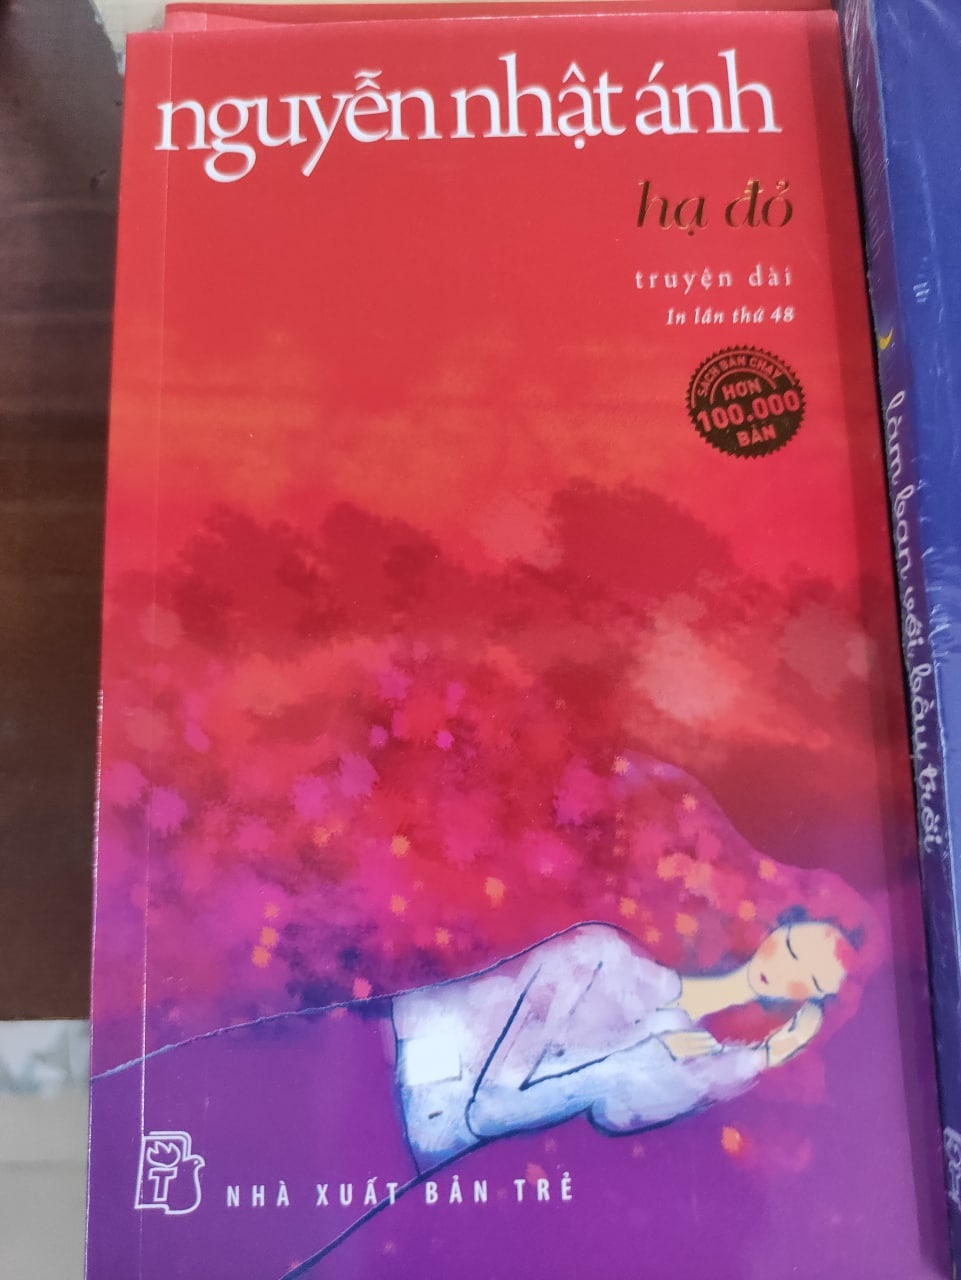 nguyễn nhật ánh
hạ đỏ
truyện dài
In lần thứ 48
SÁCH BÁN CHẠY
HƠN
100.000
BẢN
NHÀ XUẤT BẢN TRẺ
làm bạn với bầu trời